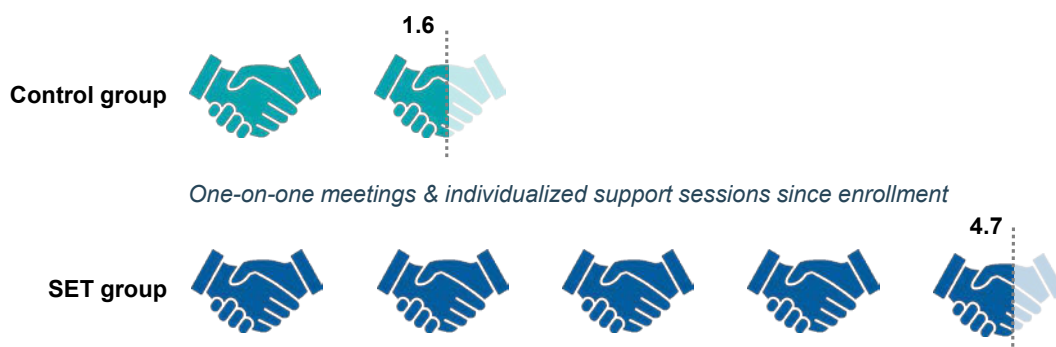 1.6
Control group
One-on-one meetings & individualized support sessions since enrollment
4.7
SET group